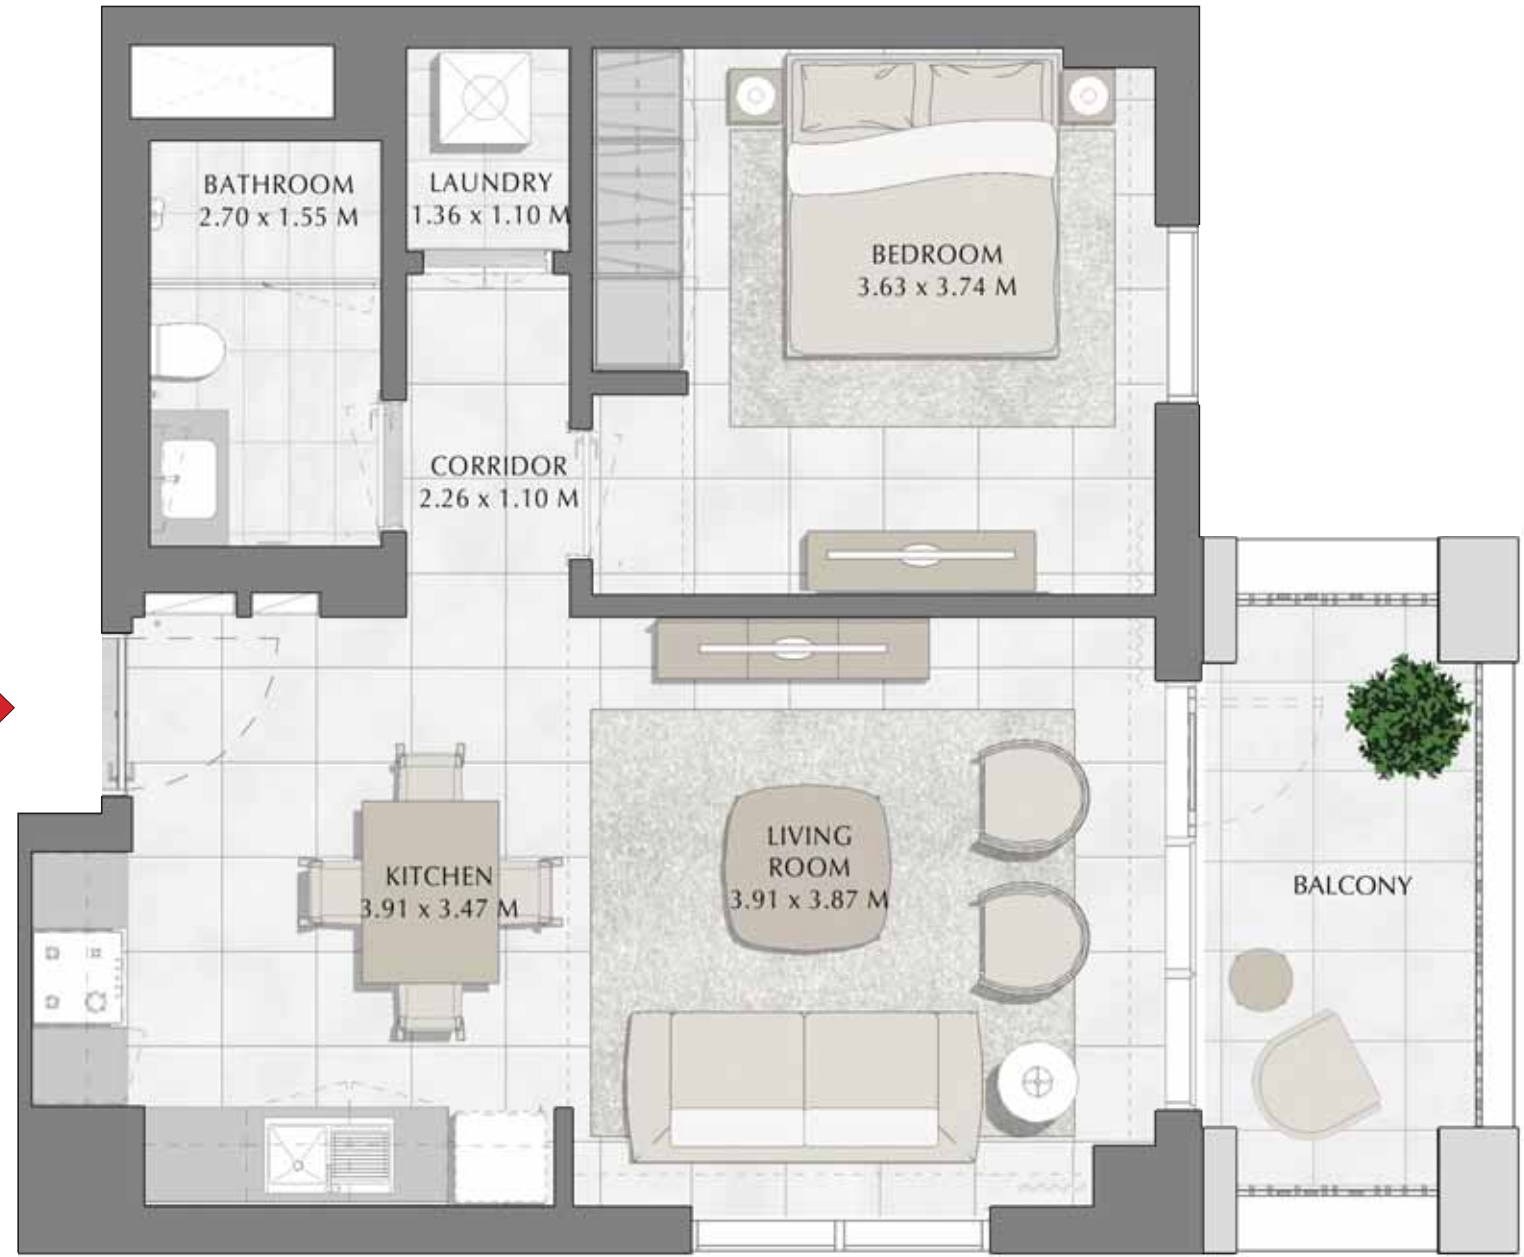 BATHROOM
2.70 x 1.55 M
LAUNDRY
1.36 x 1.10 M
BEDROOM
3.63 x 3.74 M
CORRIDOR
2.26 x 1.10 M
KITCHEN
3.91 x 3.47 M
LIVING
ROOM
3.91 x 3.87 M
BALCONY